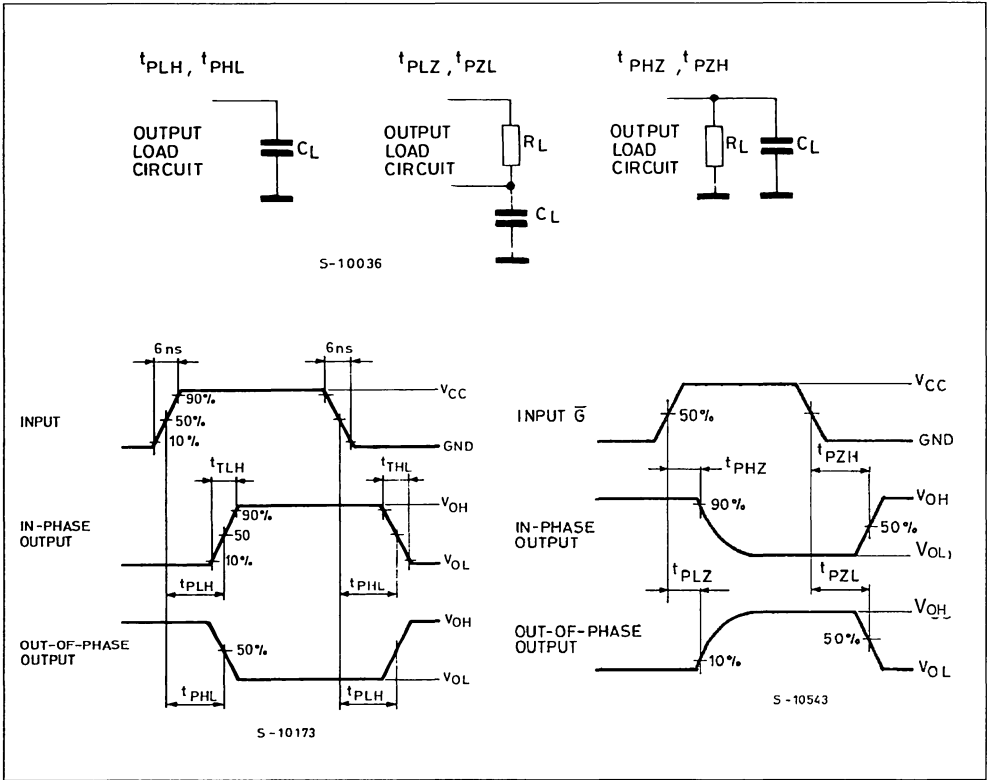 tPLH, tPHL
OUTPUT
LOAD
CIRCUIT
CL
tPLZ, tPZL
OUTPUT
LOAD
CIRCUIT
RL
CL
tPHZ, tPZH
OUTPUT
LOAD
CIRCUIT
RL
CL
S-10036
6ns
6ns
INPUT
90%
50%
10%
VCC
GND
tTLH
tTHL
IN-PHASE
OUTPUT
90%
50
10%
VOH
VOL
tPLH
tPHL
OUT-OF-PHASE
OUTPUT
50%
VOH
VOL
tPHL
tPLH
S-10173
INPUT G̅
50%
VCC
GND
tPHZ
tPZH
IN-PHASE
OUTPUT
90%
50%
VOH
VOL
tPLZ
tPZL
OUT-OF-PHASE
OUTPUT
10%
50%
VOH
VOL
S-10543